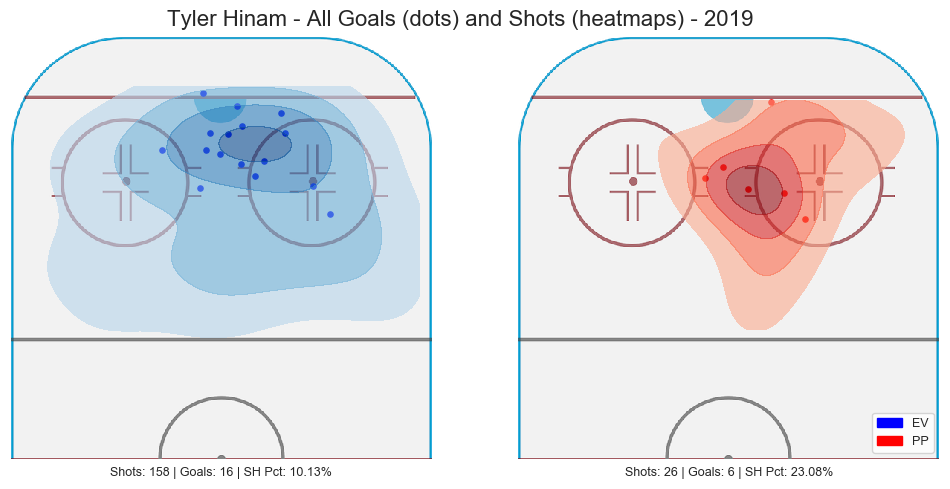 Tyler Hinam - All Goals (dots) and Shots (heatmaps) - 2019
EV
PP
Shots: 158 | Goals: 16 | SH Pct: 10.13%
Shots: 26 | Goals: 6 | SH Pct: 23.08%